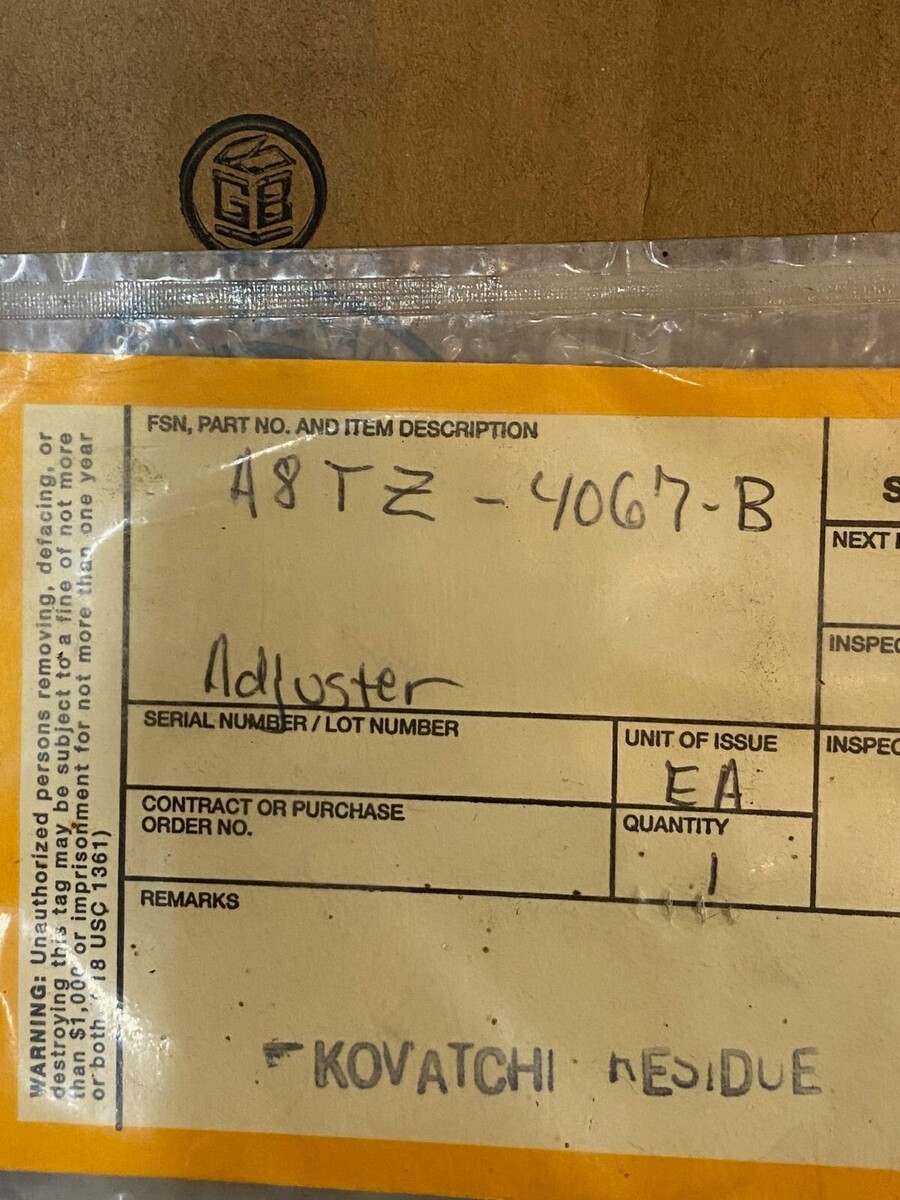 GB
FSN, PART NO. AND ITEM DESCRIPTION
A8TZ-4067-B
Adjuster
SERIAL NUMBER / LOT NUMBER
UNIT OF ISSUE
EA
CONTRACT OR PURCHASE
ORDER NO.
QUANTITY
1
REMARKS
KOVATCHI RESIDUE
S
NEXT
INSPEC
INSPEC
WARNING: Unauthorized persons removing, defacing, or
destroying this tag may be subject to a fine of not more
than $1,000 or imprisonment for not more than one year
or both (18 USC 1361)